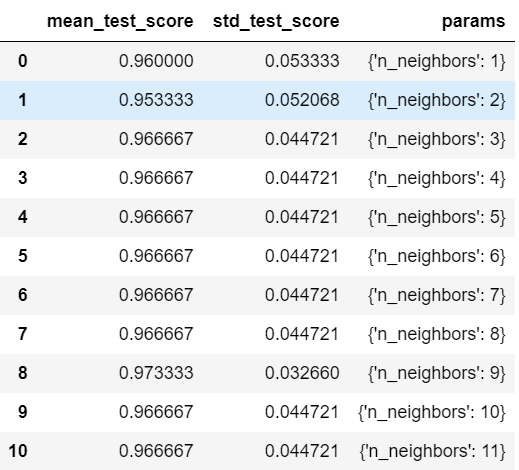 mean_test_score std_test_score params
0 0.960000 0.053333 {'n_neighbors': 1}
1 0.953333 0.052068 {'n_neighbors': 2}
2 0.966667 0.044721 {'n_neighbors': 3}
3 0.966667 0.044721 {'n_neighbors': 4}
4 0.966667 0.044721 {'n_neighbors': 5}
5 0.966667 0.044721 {'n_neighbors': 6}
6 0.966667 0.044721 {'n_neighbors': 7}
7 0.966667 0.044721 {'n_neighbors': 8}
8 0.973333 0.032660 {'n_neighbors': 9}
9 0.966667 0.044721 {'n_neighbors': 10}
10 0.966667 0.044721 {'n_neighbors': 11}